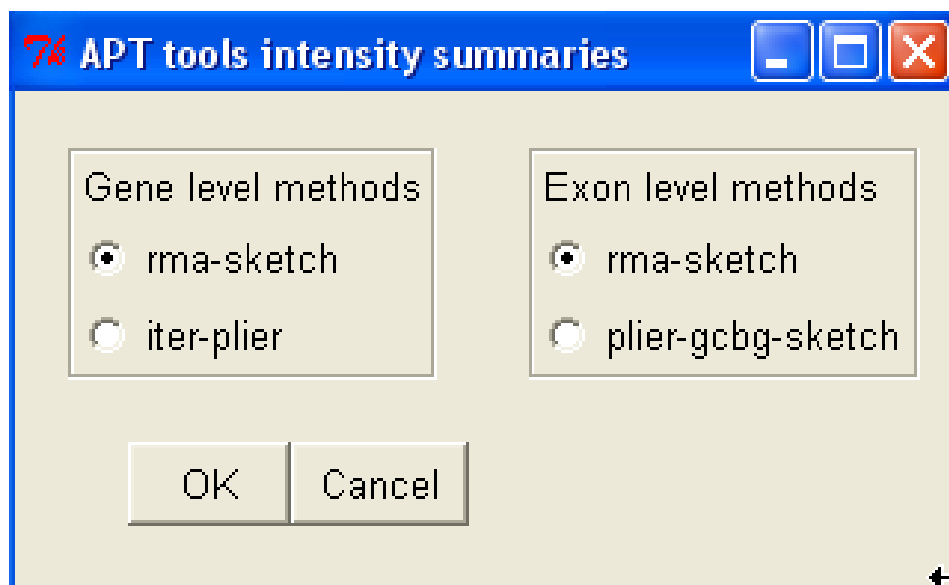 APT tools intensity summaries
Gene level methods
rma-sketch
iter-plier
Exon level methods
rma-sketch
plier-gcbg-sketch
OK
Cancel